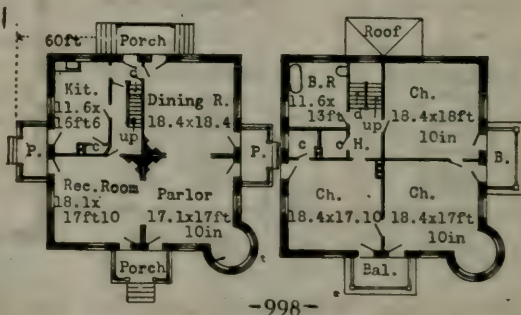 60ft
Porch
Roof
Kit.
11.6x
16ft6
c
Dining R.
18.4x18.4
up
c
P.
P.
Rec.Room
18.1x
17ft10
Parlor
17.1x17ft
10in
Porch
B.R
11.6x
13ft
d
up
Ch.
18.4x18ft
10in
c
c
H.
B.
Ch.
18.4x17.10
Ch.
18.4x17ft
10in
Bal.
-998-